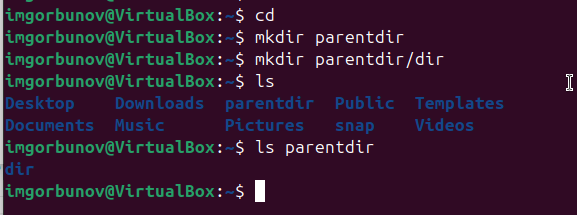 imgorbunov@VirtualBox:~$ cd
imgorbunov@VirtualBox:~$ mkdir parentdir
imgorbunov@VirtualBox:~$ mkdir parentdir/dir
imgorbunov@VirtualBox:~$ ls
Desktop    Downloads  parentdir  Public  Templates
Documents  Music      Pictures   snap    Videos
imgorbunov@VirtualBox:~$ ls parentdir
dir
imgorbunov@VirtualBox:~$